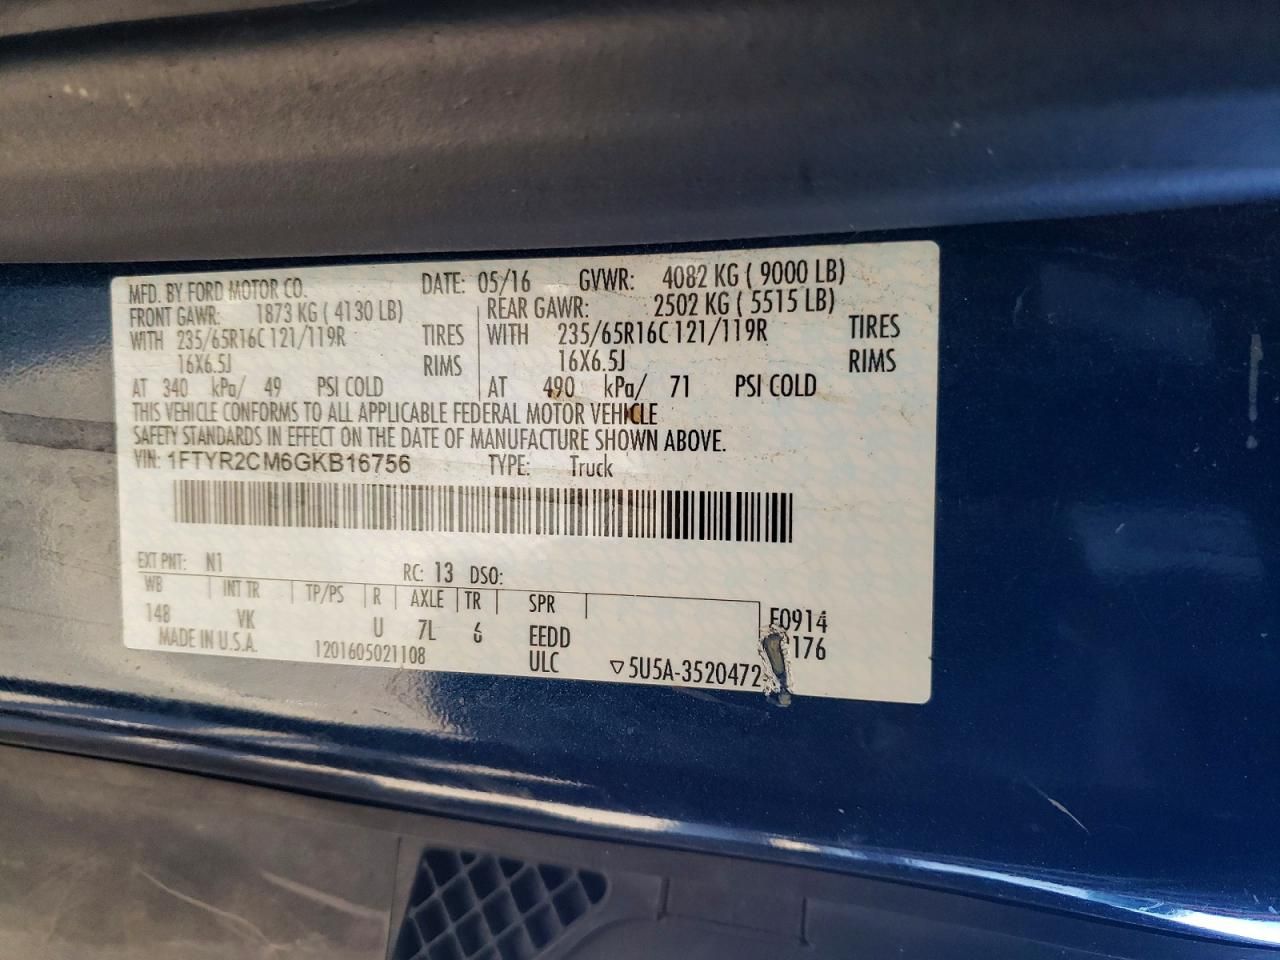 MFD. BY FORD MOTOR CO. DATE: 05/16 GVWR: 4082 KG ( 9000 LB)
FRONT GAWR: 1873 KG ( 4130 LB) REAR GAWR: 2502 KG ( 5515 LB)
WITH 235/65R16C 121/119R TIRES WITH 235/65R16C 121/119R TIRES
16X6.5J RIMS 16X6.5J RIMS
AT 340 kPa/ 49 PSI COLD AT 490 kPa/ 71 PSI COLD
THIS VEHICLE CONFORMS TO ALL APPLICABLE FEDERAL MOTOR VEHICLE
SAFETY STANDARDS IN EFFECT ON THE DATE OF MANUFACTURE SHOWN ABOVE.
VIN: 1FTYR2CM6GKB16756 TYPE: Truck
EXT PNT: N1 RC: 13 DSO:
WB INT TR TP/PS R AXLE TR SPR
148 VK U 7L 6 EEDD F0914
MADE IN U.S.A. 1201605021108 ULC ▽5U5A-3520472 176